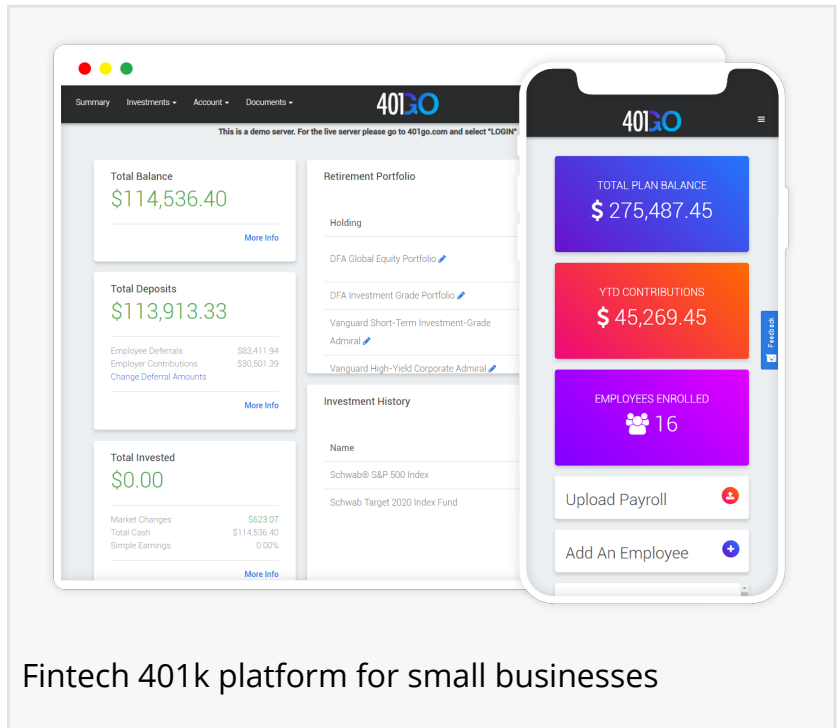 Summary Investments Account Documents
401GO
This is a demo server. For the live server please go to 401go.com and select "LOGIN"
Total Balance
$114,536.40
More Info
Total Deposits
$113,913.33
Employee Deferrals $83,411.94
Employer Contributions $30,501.39
Change Deferral Amounts
More Info
Total Invested
$0.00
Market Changes $623.07
Total Cash $114,536.40
Simple Earnings 0.00%
More Info
Retirement Portfolio
Holding
DFA Global Equity Portfolio
DFA Investment Grade Portfolio
Vanguard Short-Term Investment-Grade
Admiral
Vanguard High-Yield Corporate Admiral
Investment History
Name
Schwab® S&P 500 Index
Schwab Target 2020 Index Fund
401GO
TOTAL PLAN BALANCE
$ 275,487.45
YTD CONTRIBUTIONS
$ 45,269.45
Feedback
EMPLOYEES ENROLLED
16
Upload Payroll
Add An Employee
Fintech 401k platform for small businesses